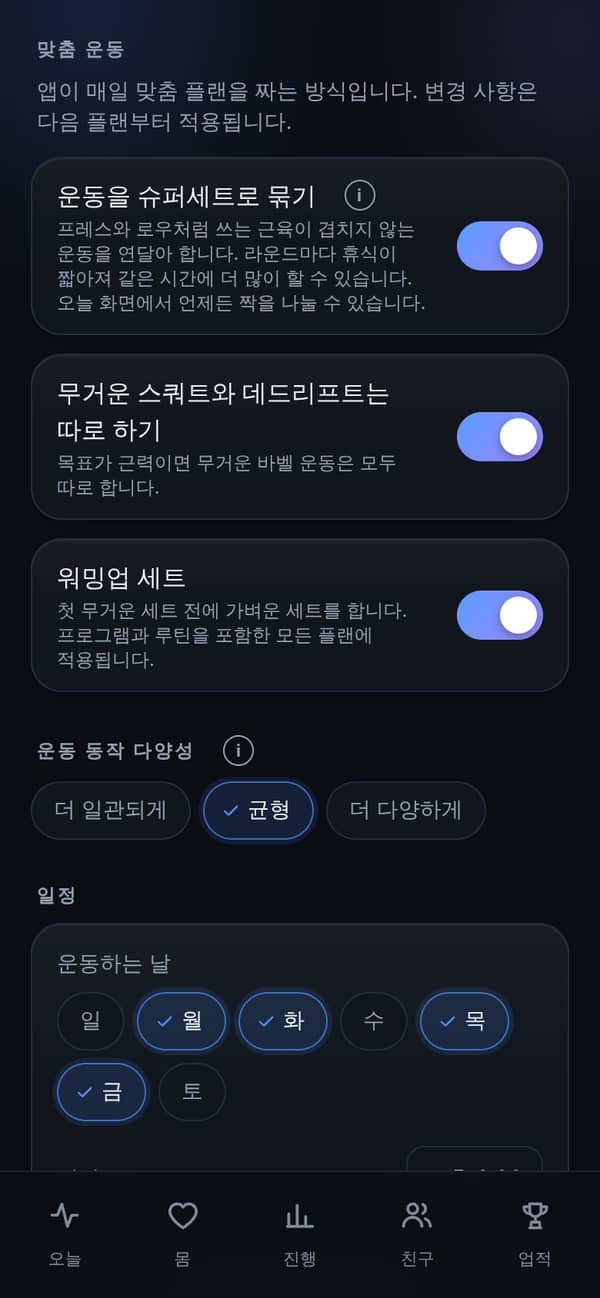 맞춤 운동
앱이 매일 맞춤 플랜을 짜는 방식입니다. 변경 사항은
다음 플랜부터 적용됩니다.
운동을 슈퍼세트로 묶기
프레스와 로우처럼 쓰는 근육이 겹치지 않는
운동을 연달아 합니다. 라운드마다 휴식이
짧아져 같은 시간에 더 많이 할 수 있습니다.
오늘 화면에서 언제든 짝을 나눌 수 있습니다.
무거운 스쿼트와 데드리프트는
따로 하기
목표가 근력이면 무거운 바벨 운동은 모두
따로 합니다.
워밍업 세트
첫 무거운 세트 전에 가벼운 세트를 합니다.
프로그램과 루틴을 포함한 모든 플랜에
적용됩니다.
운동 동작 다양성
더 일관되게 균형 더 다양하게
일정
운동하는 날
일 월 화 수 목
금 토
오늘 몸 진행 친구 업적